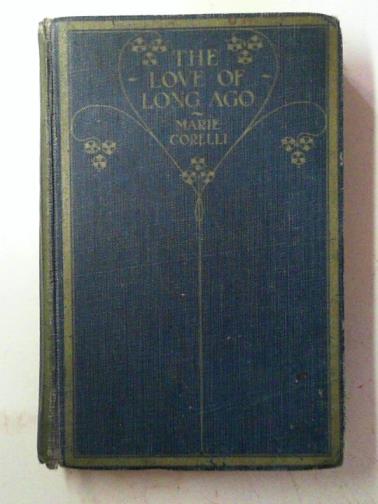 THE
LOVE OF
LONG AGO
MARIE
CORELLI